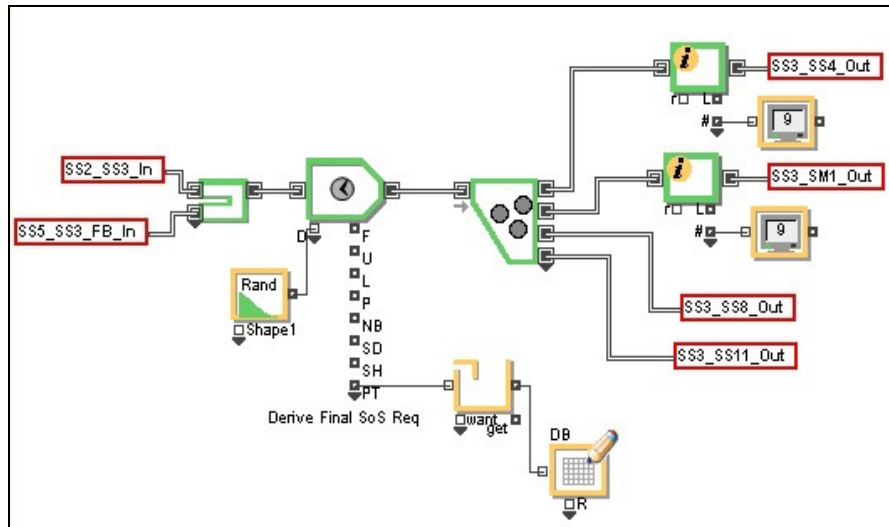 SS3_SS4_Out
r L
#
9
SS2_SS3_In
SS3_SM1_Out
r L
#
9
SS5_SS3_FB_In
D
F
U
L
P
NB
SD
SH
PT
Rand
Shape1
SS3_SS8_Out
SS3_SS11_Out
Derive Final SoS Req
want
get
DB
R